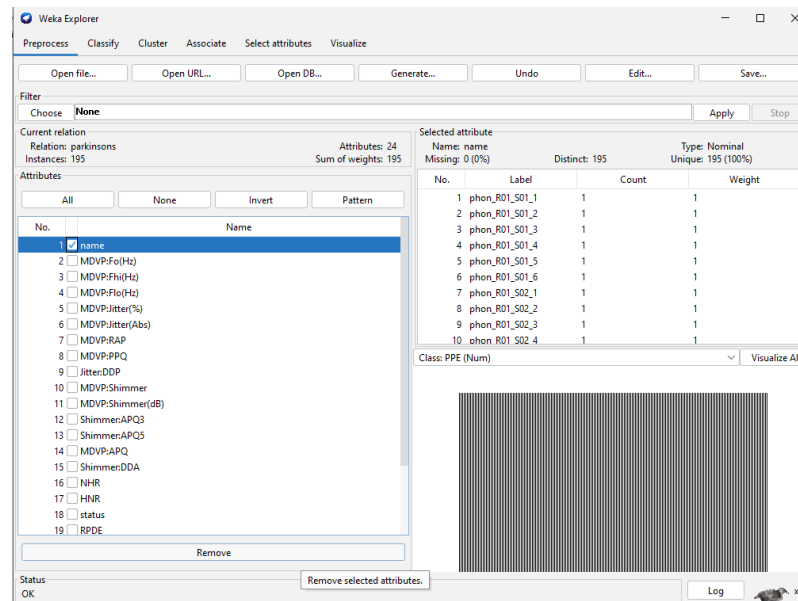 Weka Explorer
Preprocess Classify Cluster Associate Select attributes Visualize
Open file... Open URL... Open DB... Generate... Undo Edit... Save...
Filter
Choose None Apply Stop
Current relation
Relation: parkinsons Attributes: 24
Instances: 195 Sum of weights: 195
Attributes
All None Invert Pattern
No. Name
1 name
2 MDVP:Fo(Hz)
3 MDVP:Fhi(Hz)
4 MDVP:Flo(Hz)
5 MDVP:Jitter(%)
6 MDVP:Jitter(Abs)
7 MDVP:RAP
8 MDVP:PPQ
9 Jitter:DDP
10 MDVP:Shimmer
11 MDVP:Shimmer(dB)
12 Shimmer:APQ3
13 Shimmer:APQ5
14 MDVP:APQ
15 Shimmer:DDA
16 NHR
17 HNR
18 status
19 RPDE
Remove
Remove selected attributes.
Selected attribute
Name: name Type: Nominal
Missing: 0 (0%) Distinct: 195 Unique: 195 (100%)
No. Label Count Weight
1 phon_R01_S01_1 1 1
2 phon_R01_S01_2 1 1
3 phon_R01_S01_3 1 1
4 phon_R01_S01_4 1 1
5 phon_R01_S01_5 1 1
6 phon_R01_S01_6 1 1
7 phon_R01_S02_1 1 1
8 phon_R01_S02_2 1 1
9 phon_R01_S02_3 1 1
10 phon_R01_S02_4 1 1
Class: PPE (Num) Visualize Al
Status
OK
Log x